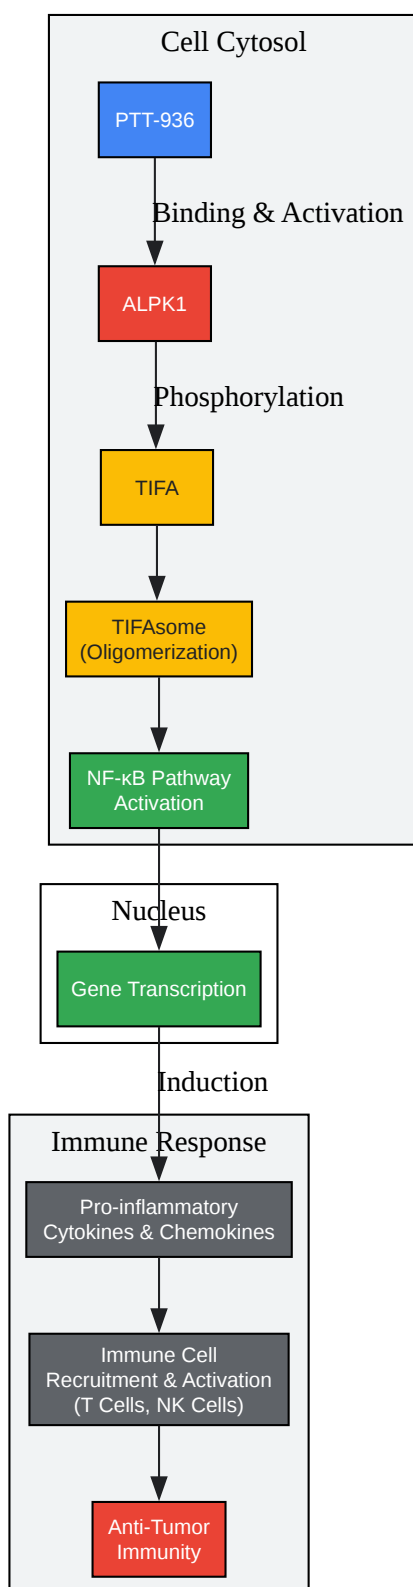 Cell Cytosol
PTT-936
Binding & Activation
ALPK1
Phosphorylation
TIFA
TIFAsome
(Oligomerization)
NF-κB Pathway
Activation
Nucleus
Gene Transcription
Induction
Immune Response
Pro-inflammatory
Cytokines & Chemokines
Immune Cell
Recruitment & Activation
(T Cells, NK Cells)
Anti-Tumor
Immunity